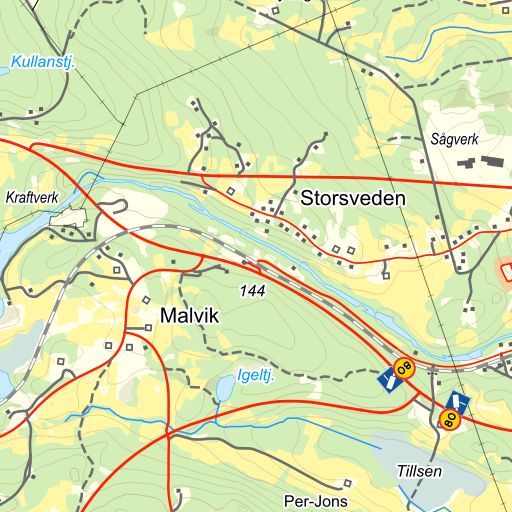 Kullanstj.
Sågverk
Kraftverk
Storsveden
144
Malvik
80
Igeltj.
80
Tillsen
Per-Jons